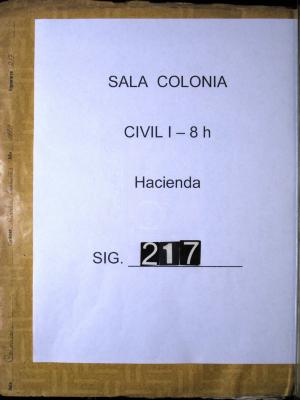 SALA COLONIA
CIVIL I – 8 h
Hacienda
SIG. 217